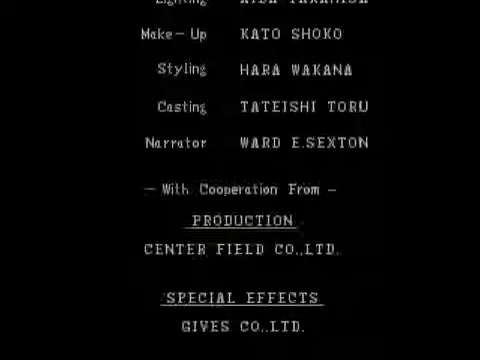 Lighting
Make-Up KATO SHOKO
Styling HARA WAKANA
Casting TATEISHI TORU
Narrator WARD E.SEXTON
- With Cooperation From -
PRODUCTION
CENTER FIELD CO.,LTD.
SPECIAL EFFECTS
GIVES CO.,LTD.